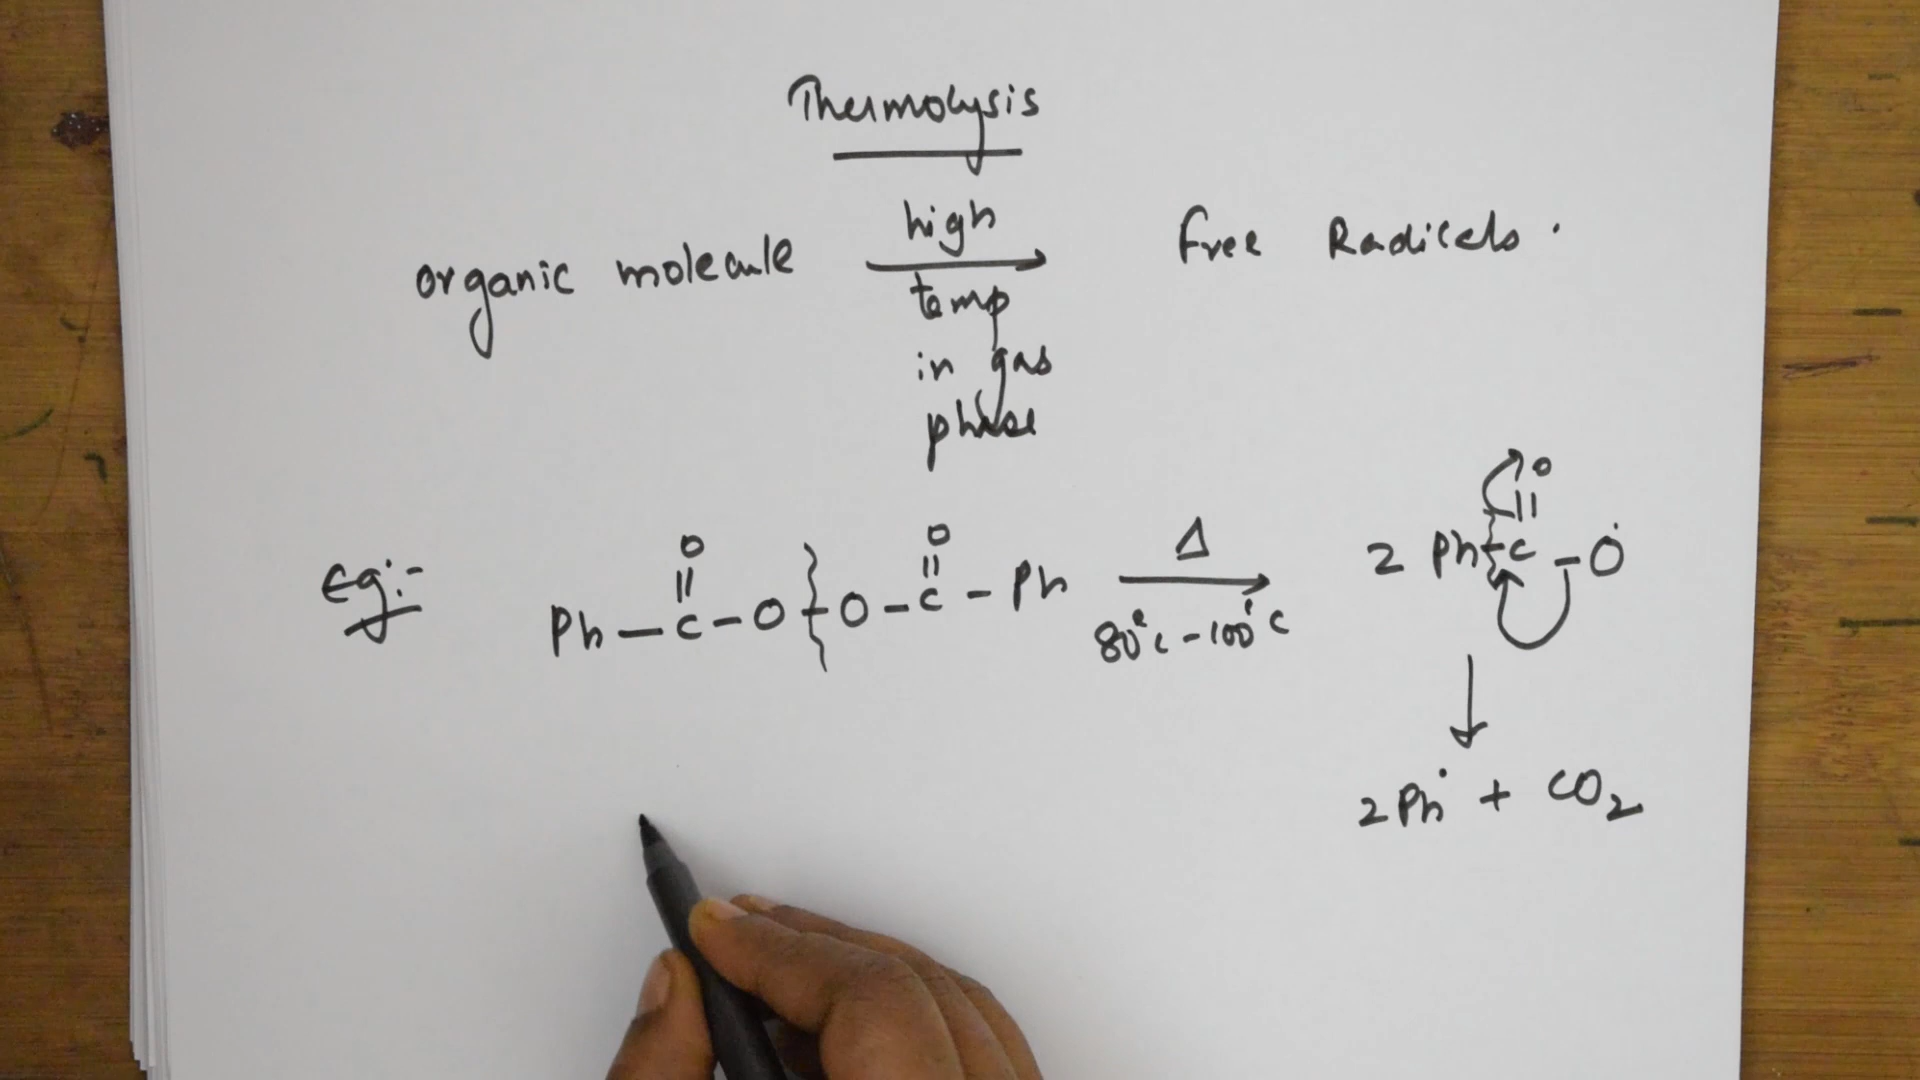 Thermolysis
organic molecule high temp in gas phase Free Radicals.
eg:-
O O Δ O
Ph-C-O-O-C-Ph 80°C-100°C 2 Ph-C-O˙
2Ph˙ + CO₂